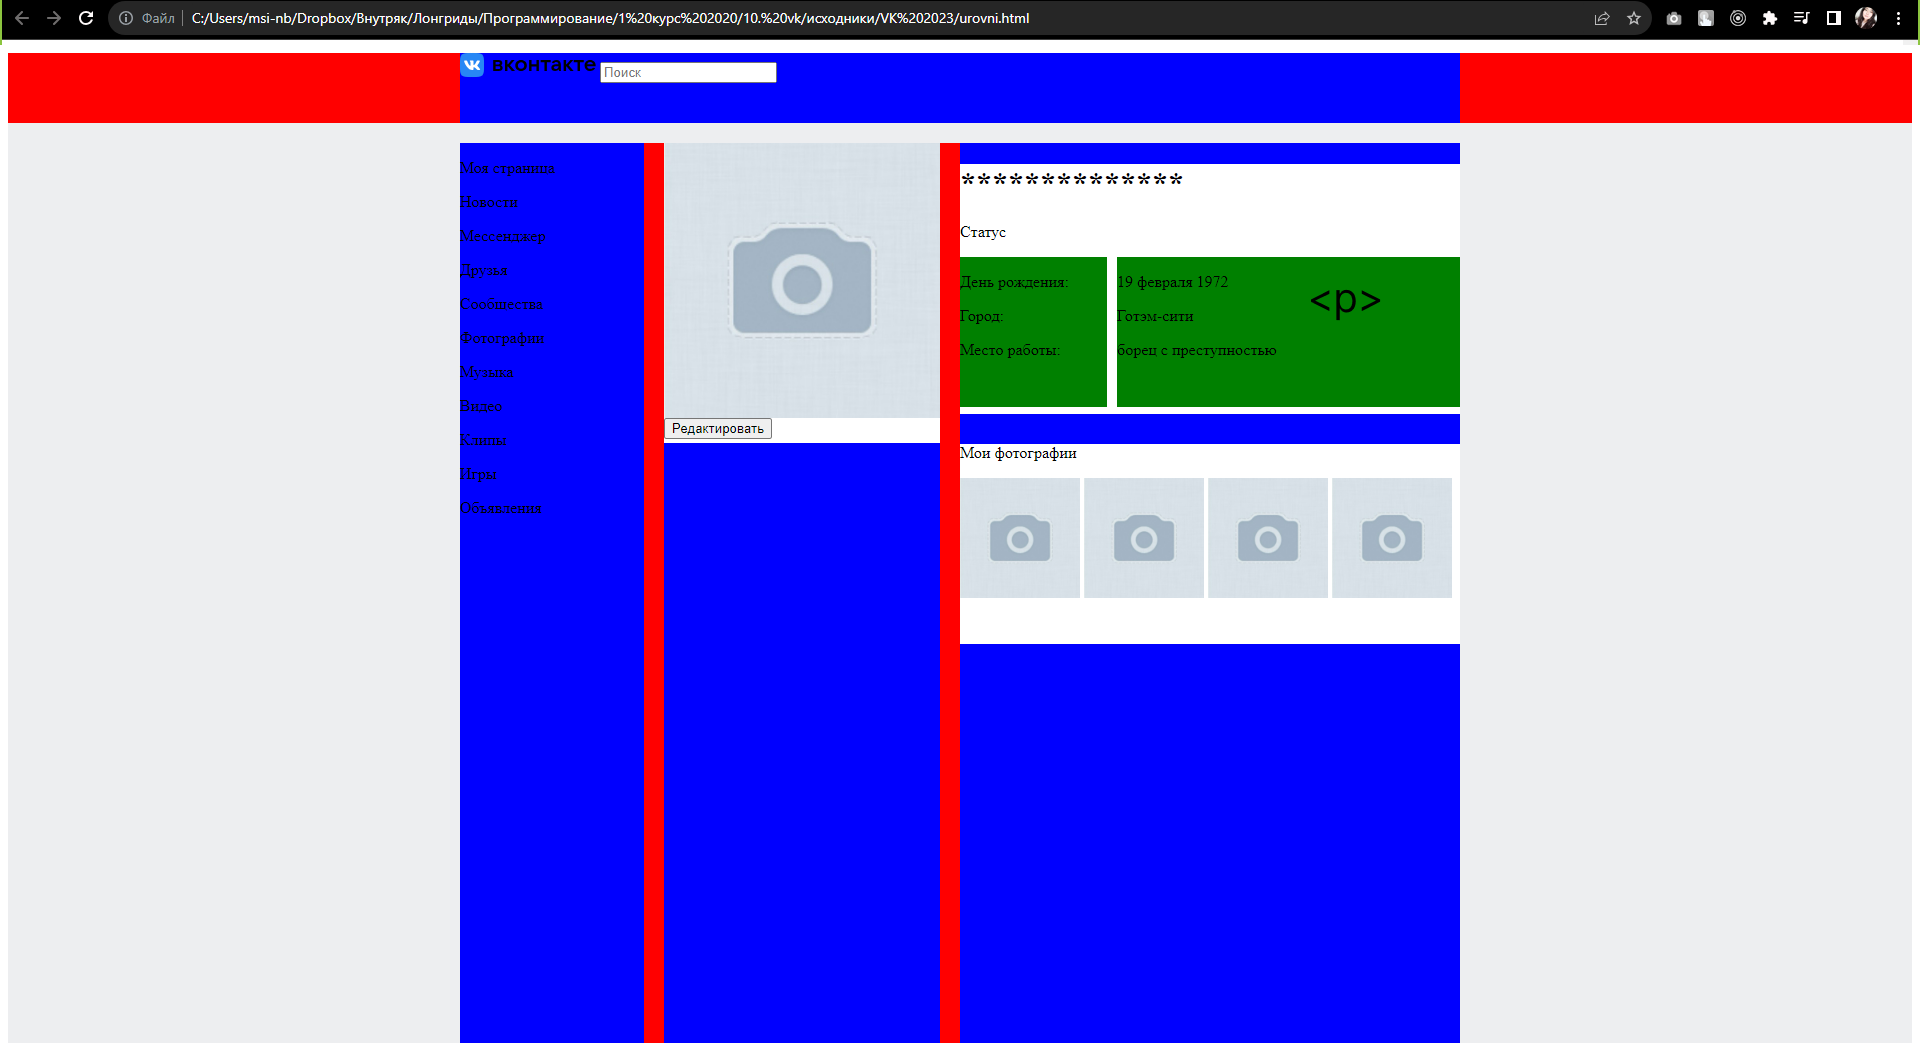 Файл
C:/Users/msi-nb/Dropbox/Внутряк/Лонгриды/Программирование/1%20курс%202020/10.%20vk/исходники/VK%202023/urovni.html
вконтакте
Поиск
Моя страница
Новости
Мессенджер
Друзья
Сообщества
Фотографии
Музыка
Видео
Клипы
Игры
Объявления
Редактировать
**************
Статус
День рождения:
Город:
Место работы:
19 февраля 1972
Готэм-сити
борец с преступностью
<p>
Мои фотографии